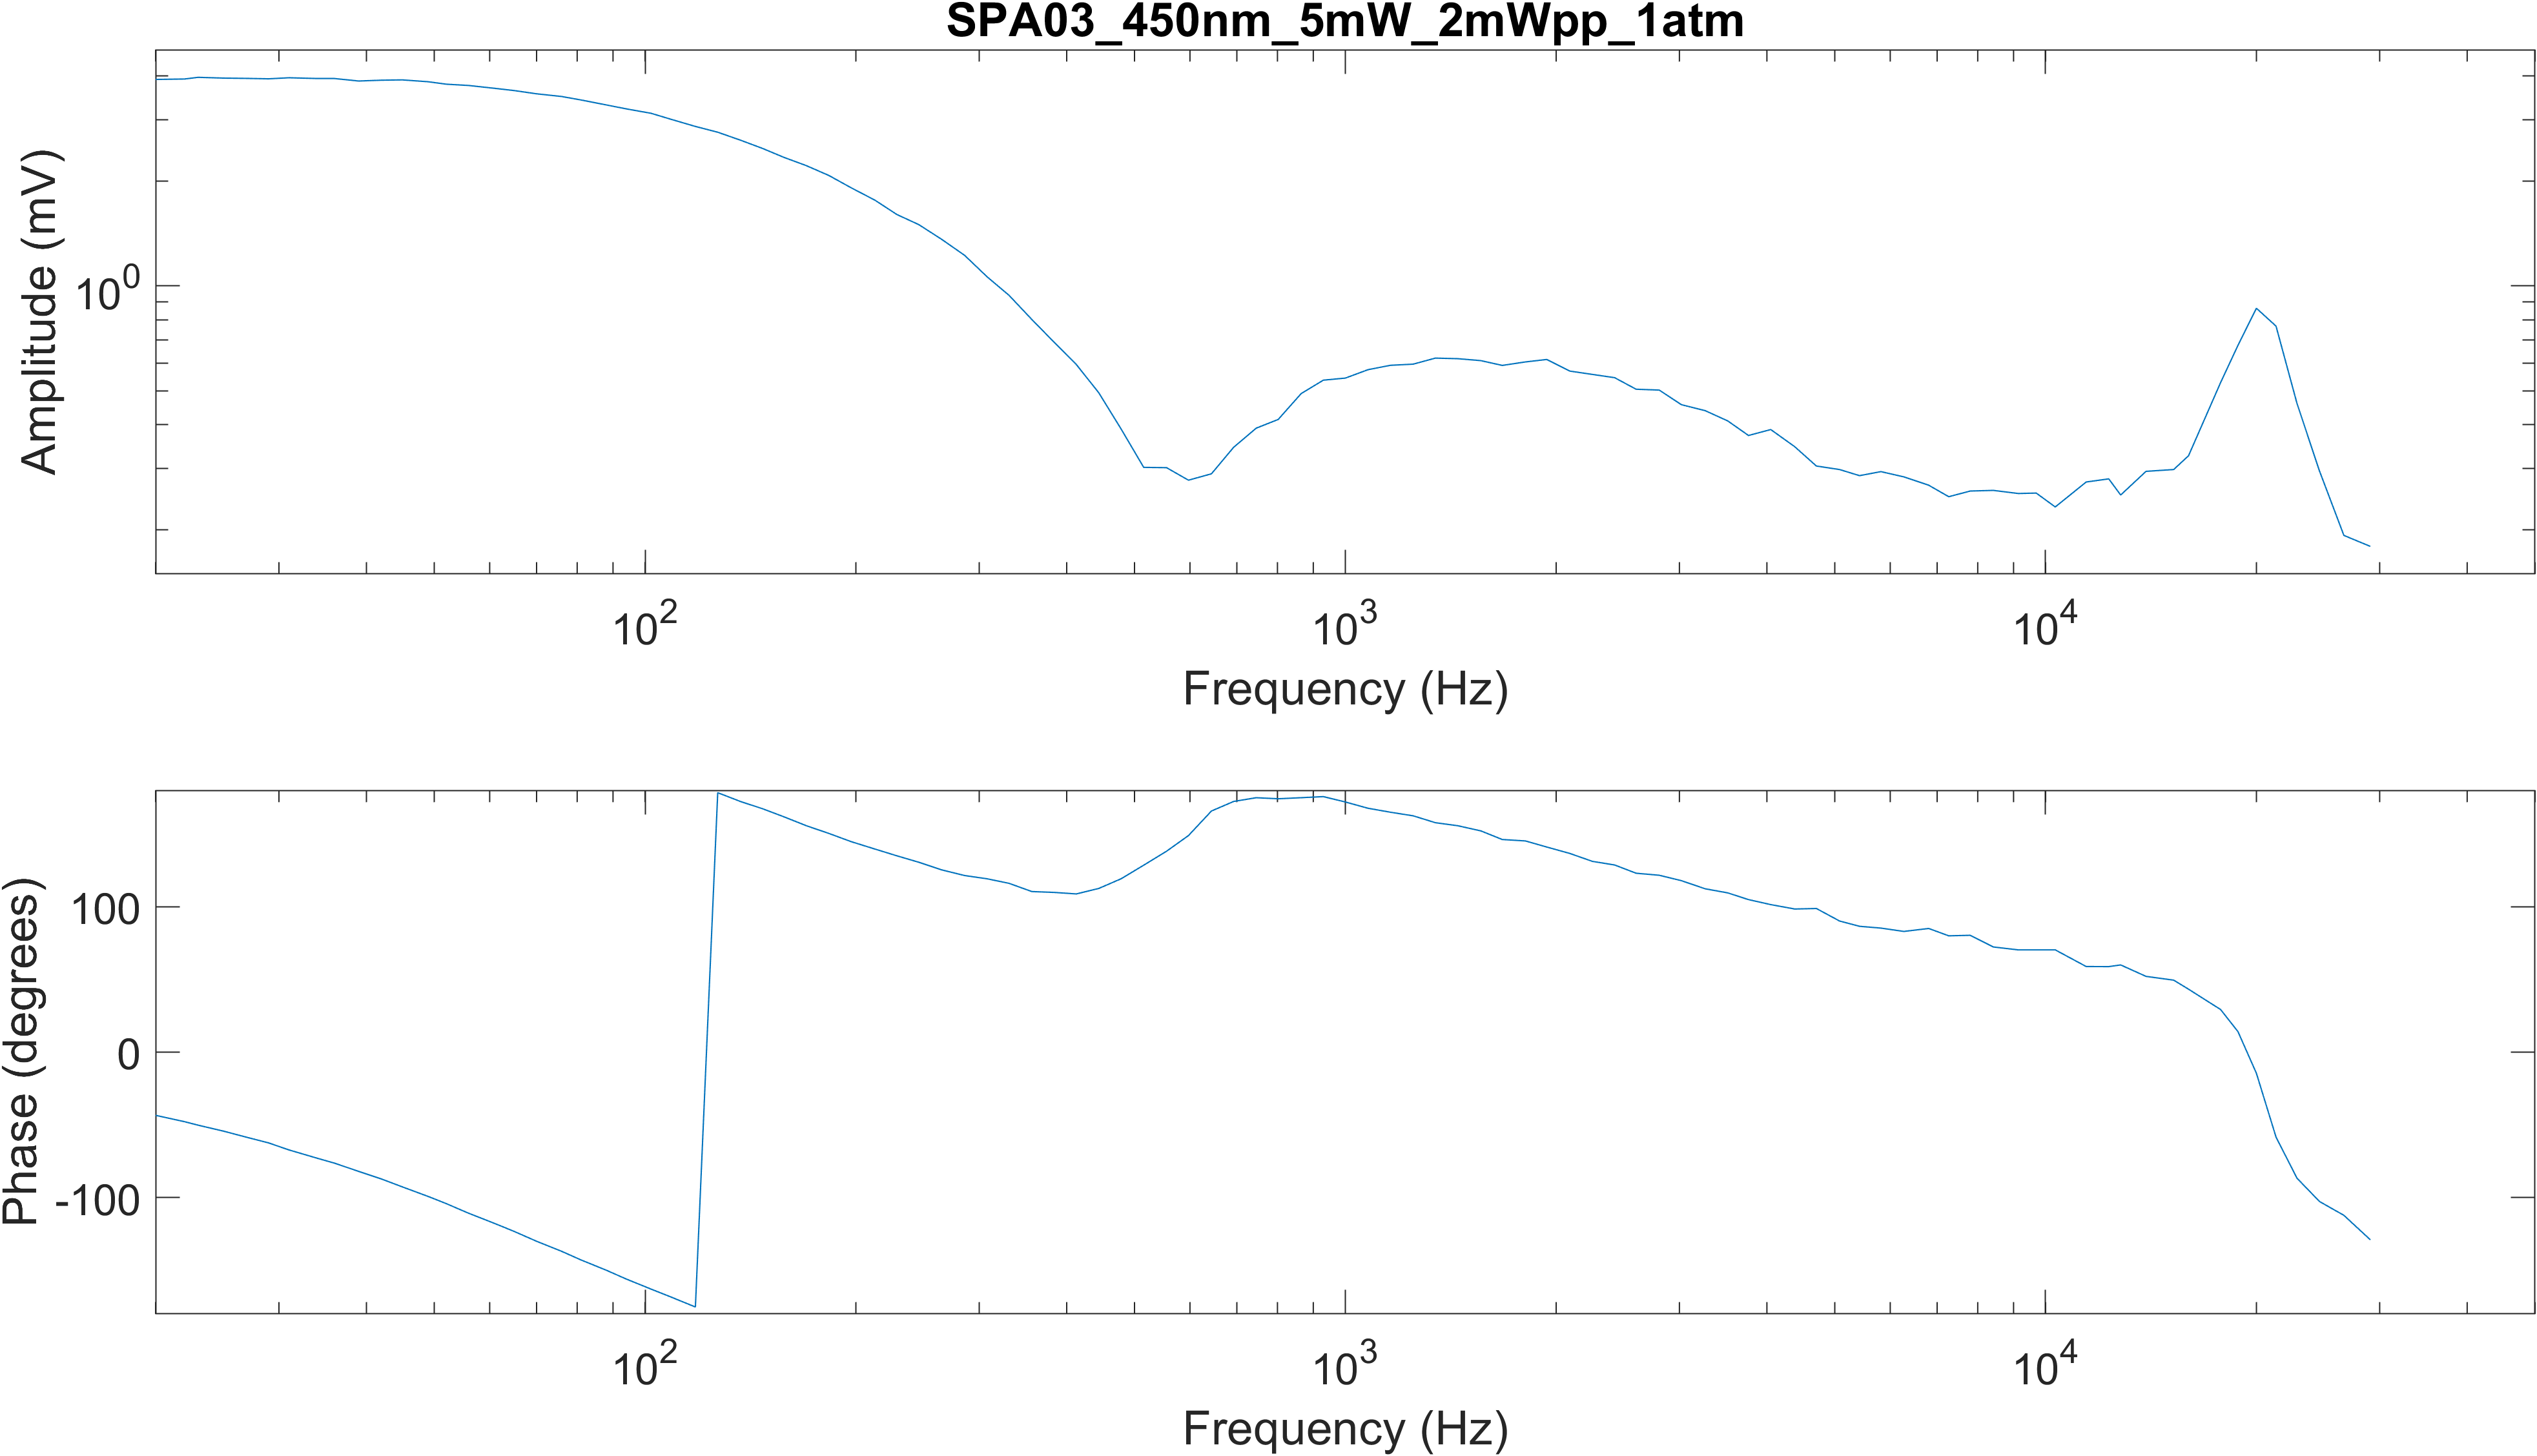 SPA03_450nm_5mW_2mWpp_1atm
Amplitude (mV)
10^0
10^2
10^3
10^4
Frequency (Hz)
Phase (degrees)
100
0
-100
10^2
10^3
10^4
Frequency (Hz)